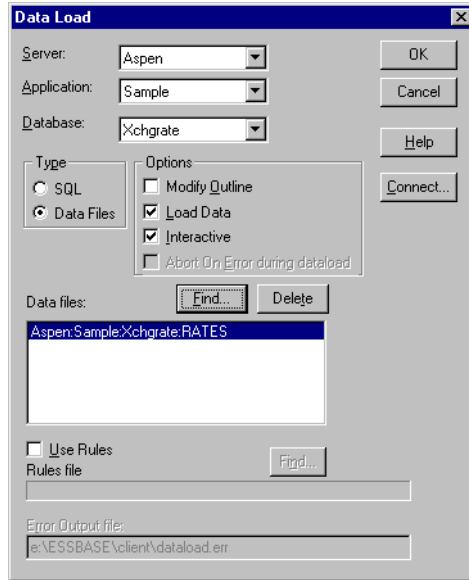 Data Load
Server: Aspen OK
Application: Sample Cancel
Database: Xchgrate
Help
Type Options
SQL Modify Outline Connect...
Data Files Load Data
Interactive
Abort On Error during dataload
Data files: Find... Delete
Aspen:Sample:Xchgrate:RATES
Use Rules
Rules file Find...
Error Output file:
e:\ESSBASE\client\dataload.err